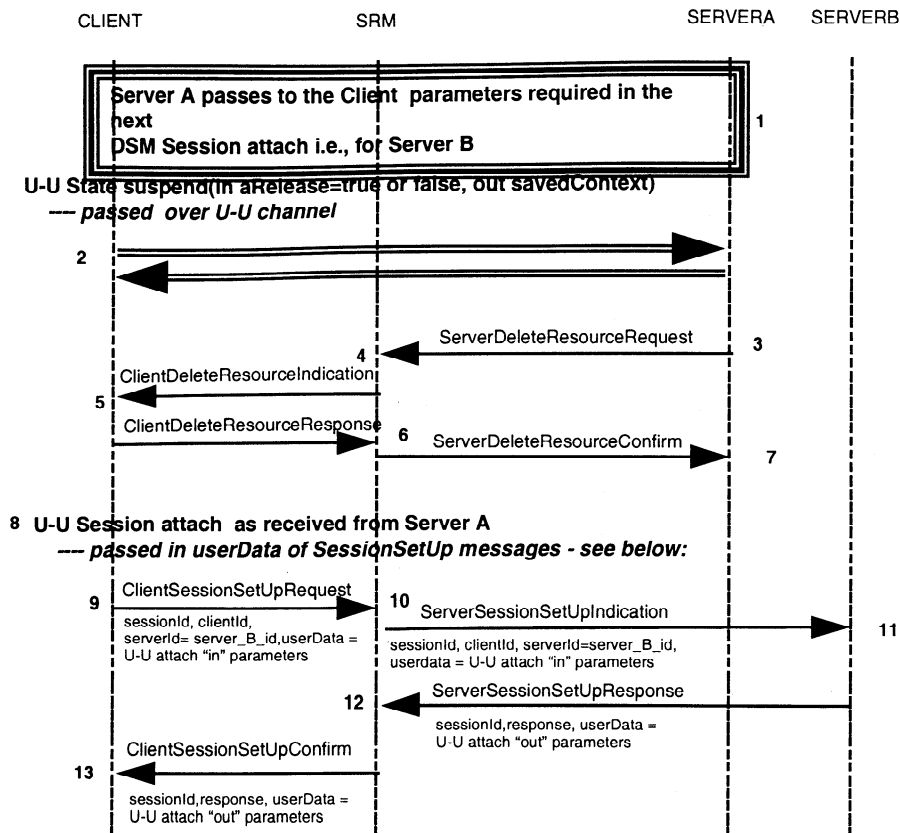 CLIENT SRM SERVERA SERVERB
Server A passes to the Client parameters required in the
next
DSM Session attach i.e., for Server B
1
U-U State suspend(in aRelease=true or false, out savedContext)
---- passed over U-U channel
2
ServerDeleteResourceRequest 3
4
ClientDeleteResourceIndication
5
ClientDeleteResourceResponse
6 ServerDeleteResourceConfirm
7
8 U-U Session attach as received from Server A
---- passed in userData of SessionSetUp messages - see below:
9 ClientSessionSetUpRequest
sessionId, clientId,
serverId= server_B_id,userData =
U-U attach "in" parameters
10 ServerSessionSetUpIndication
11
sessionId, clientId, serverId=server_B_id,
userdata = U-U attach "in" parameters
12 ServerSessionSetUpResponse
sessionId,response, userData =
U-U attach "out" parameters
ClientSessionSetUpConfirm
13
sessionId,response, userData =
U-U attach "out" parameters